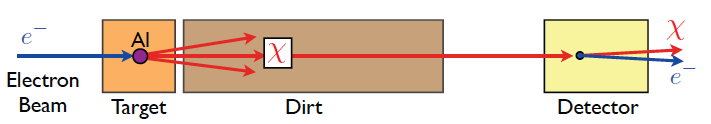 e⁻
Electron
Beam
Al
Target
χ
Dirt
Detector
χ
e⁻